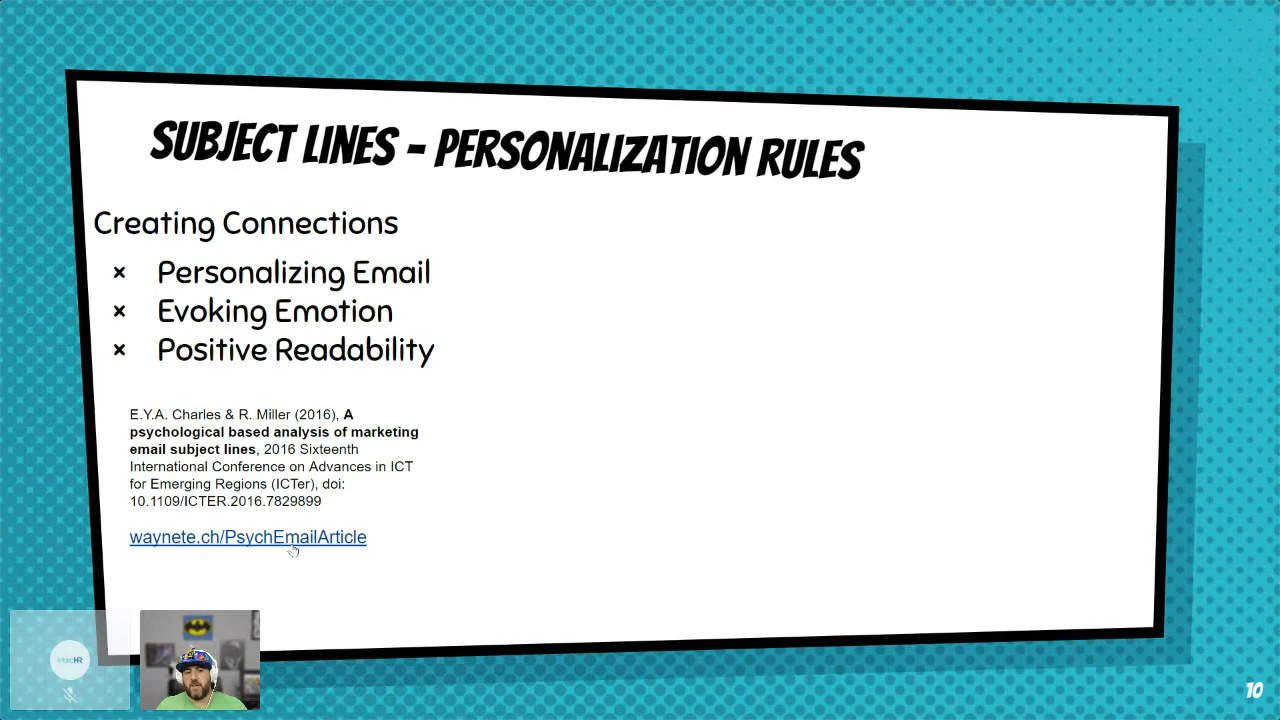 SUBJECT LINES - PERSONALIZATION RULES
Creating Connections
× Personalizing Email
× Evoking Emotion
× Positive Readability
E.Y.A. Charles & R. Miller (2016), A
psychological based analysis of marketing
email subject lines, 2016 Sixteenth
International Conference on Advances in ICT
for Emerging Regions (ICTer), doi:
10.1109/ICTER.2016.7829899
waynete.ch/PsychEmailArticle
10